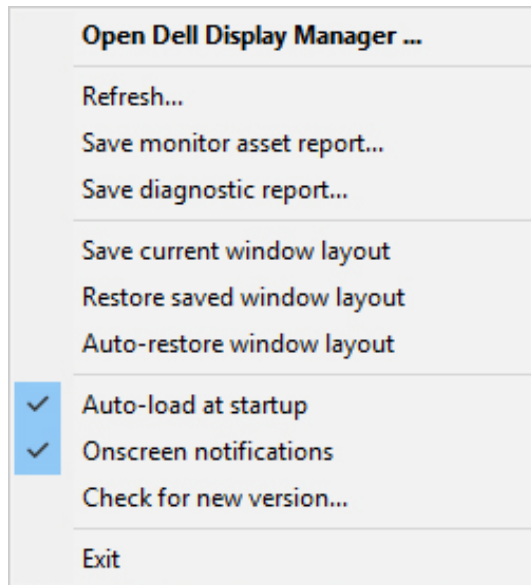 Open Dell Display Manager ...
Refresh...
Save monitor asset report...
Save diagnostic report...
Save current window layout
Restore saved window layout
Auto-restore window layout
Auto-load at startup
Onscreen notifications
Check for new version...
Exit